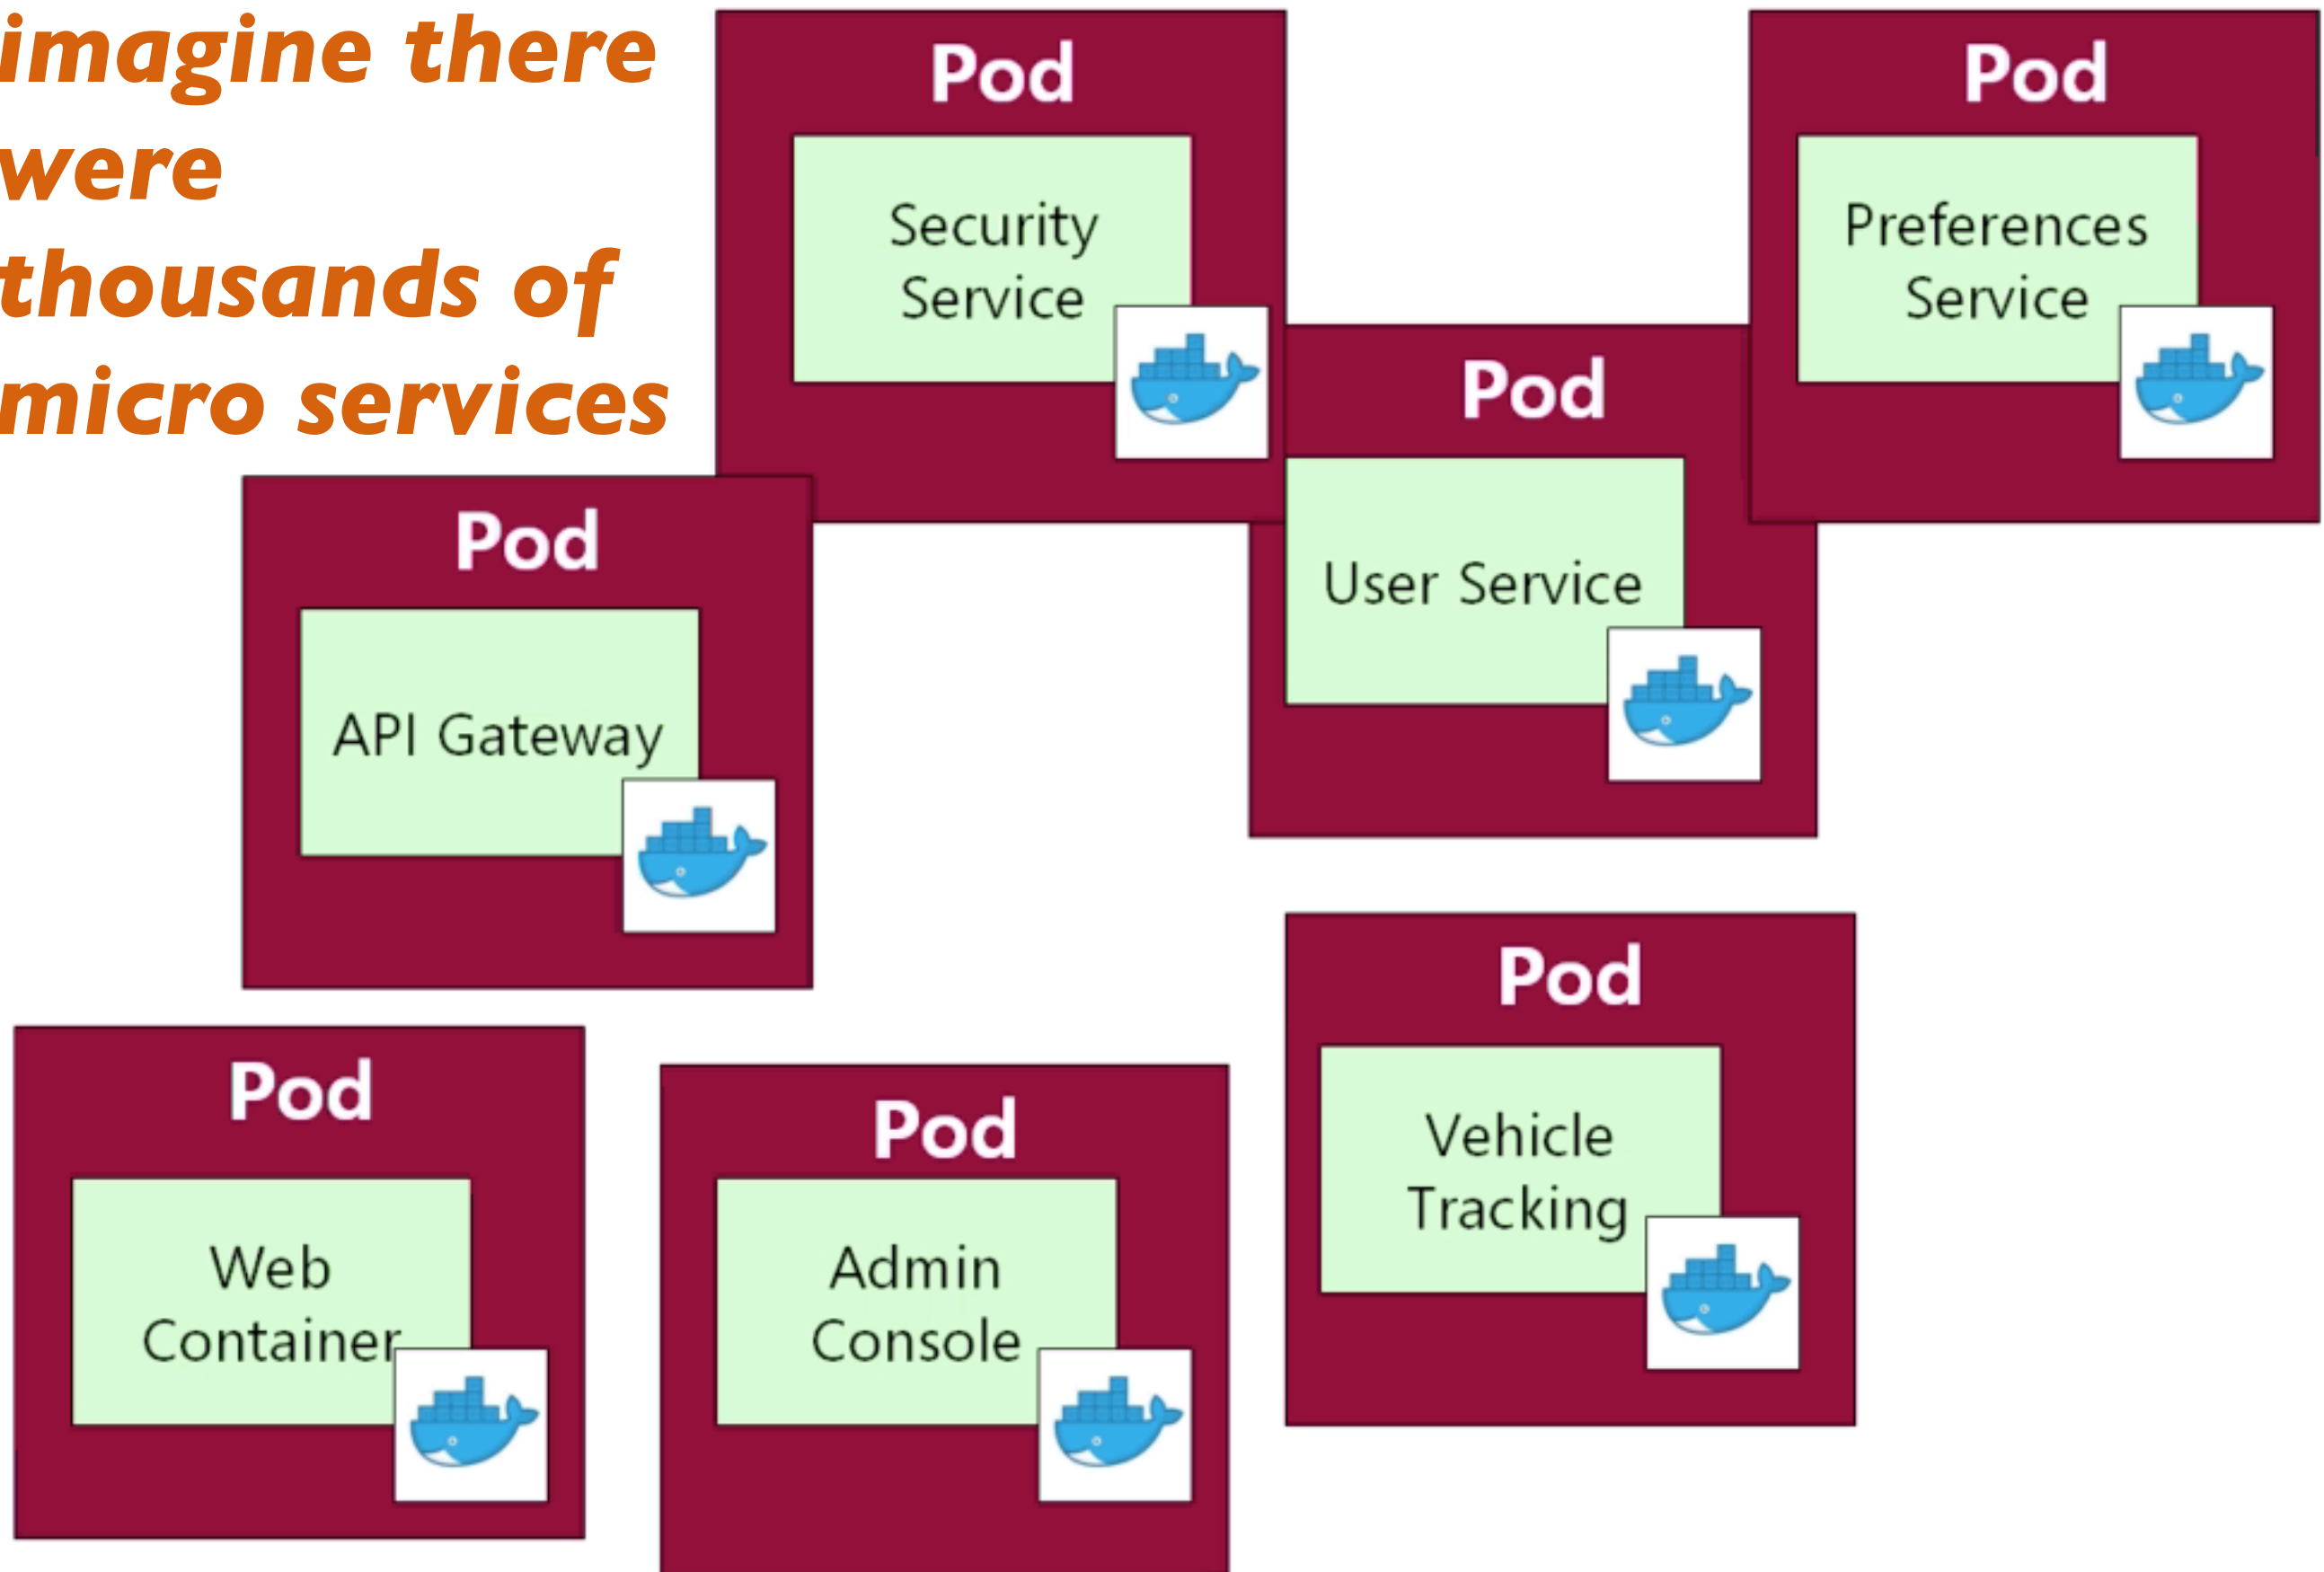 imagine there
were
thousands of
micro services
Pod
Security
Service
Pod
Preferences
Service
Pod
User Service
Pod
API Gateway
Pod
Vehicle
Tracking
Pod
Web
Container
Pod
Admin
Console